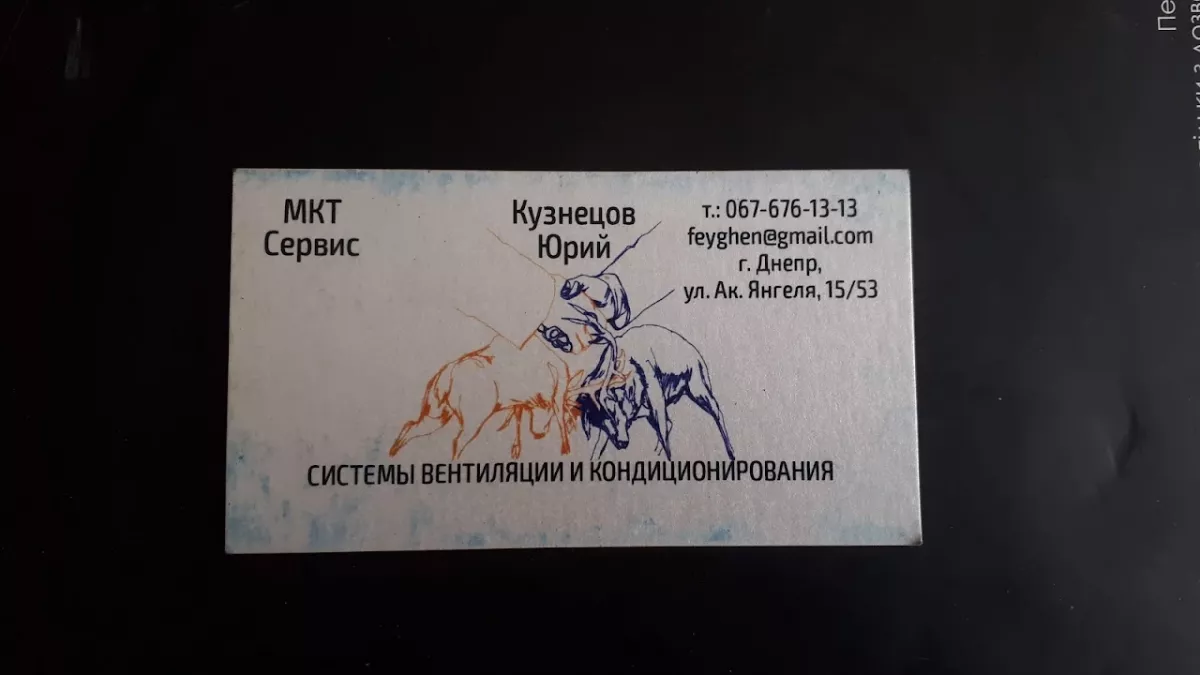 МКТ
Сервис
Кузнецов
Юрий
т.: 067-676-13-13
feyghen@gmail.com
г. Днепр,
ул. Ак. Янгеля, 15/53
СИСТЕМЫ ВЕНТИЛЯЦИИ И КОНДИЦИОНИРОВАНИЯ